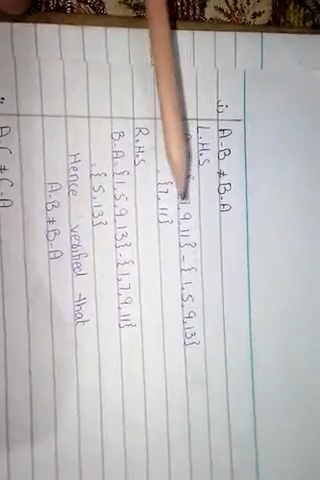 ii) A-B ≠ B-A
L.H.S
,9,11} - {1,5,9,13}
= {7,11}
R.H.S
B-A = {1,5,9,13} - {1,7,9,11}
= {5,13}
Hence verified that
A-B ≠ B-A
A-C ≠ C-A